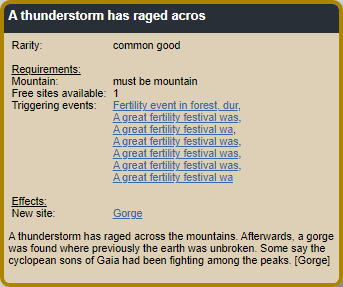 A thunderstorm has raged acros
Rarity: common good
Requirements:
Mountain: must be mountain
Free sites available: 1
Triggering events: Fertility event in forest, dur,
A great fertility festival was,
A great fertility festival wa,
A great fertility festival was,
A great fertility festival was,
A great fertility festival was,
A great fertility festival wa
Effects:
New site: Gorge
A thunderstorm has raged across the mountains. Afterwards, a gorge
was found where previously the earth was unbroken. Some say the
cyclopean sons of Gaia had been fighting among the peaks. [Gorge]